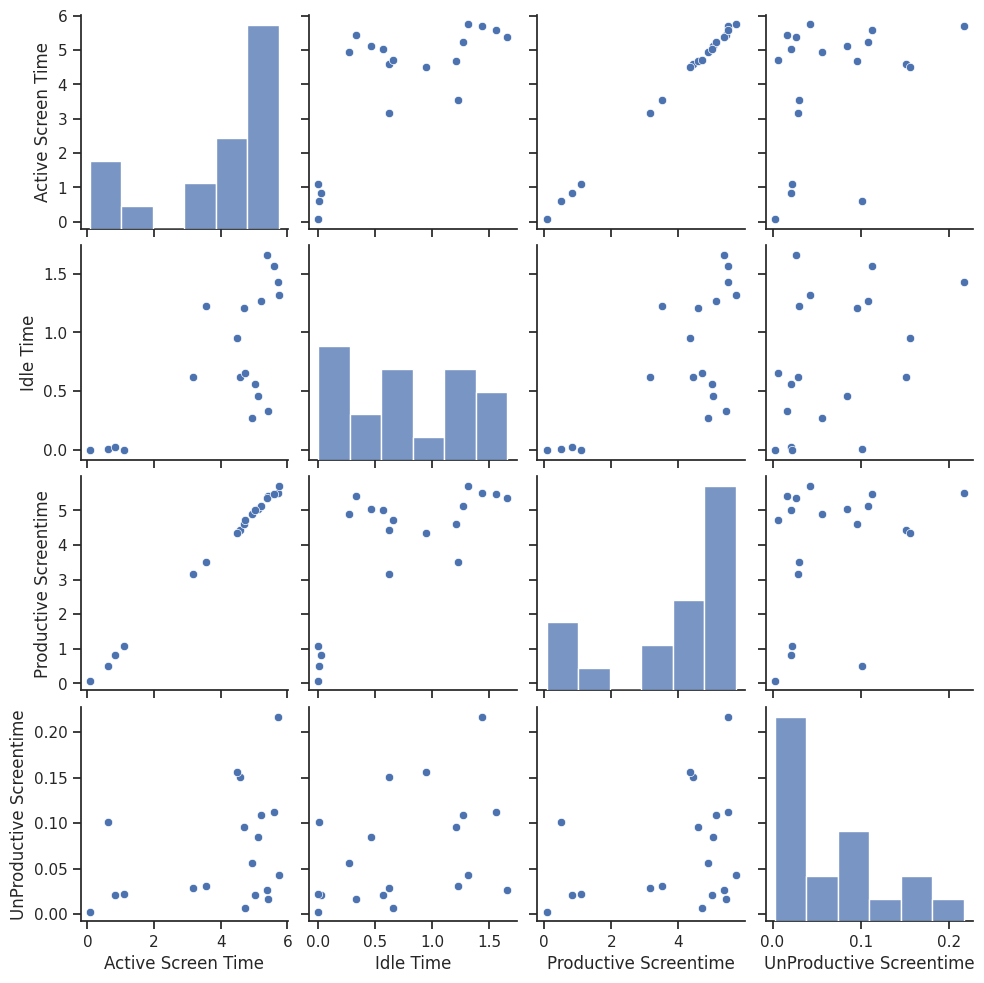 6
5
4
3
2
1
0
Active Screen Time
1.5
1.0
0.5
0.0
Idle Time
5
4
3
2
1
0
Productive Screentime
0.20
0.15
0.10
0.05
0.00
UnProductive Screentime
0 2 4 6
Active Screen Time
0.0 0.5 1.0 1.5
Idle Time
0 2 4
Productive Screentime
0.0 0.1 0.2
UnProductive Screentime